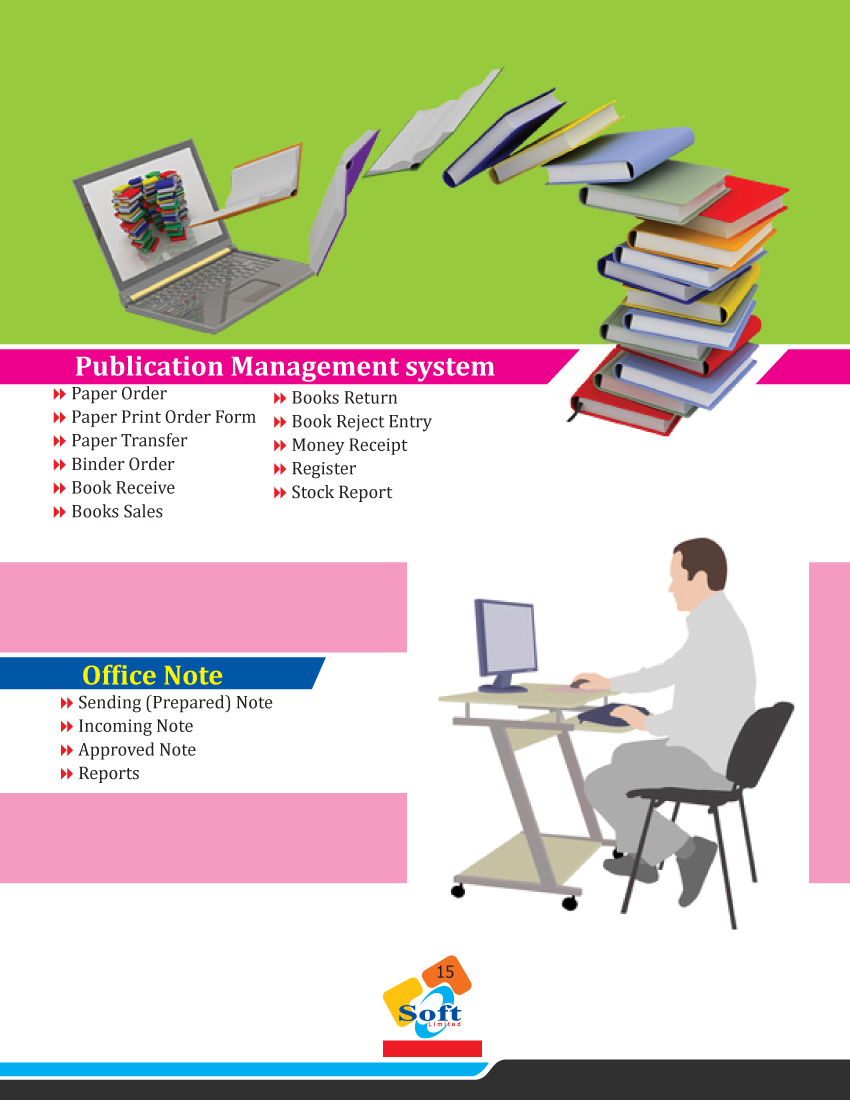 Publication Management system
Paper Order
Paper Print Order Form
Paper Transfer
Binder Order
Book Receive
Books Sales
Books Return
Book Reject Entry
Money Receipt
Register
Stock Report
Office Note
Sending (Prepared) Note
Incoming Note
Approved Note
Reports
15
Soft
Limited